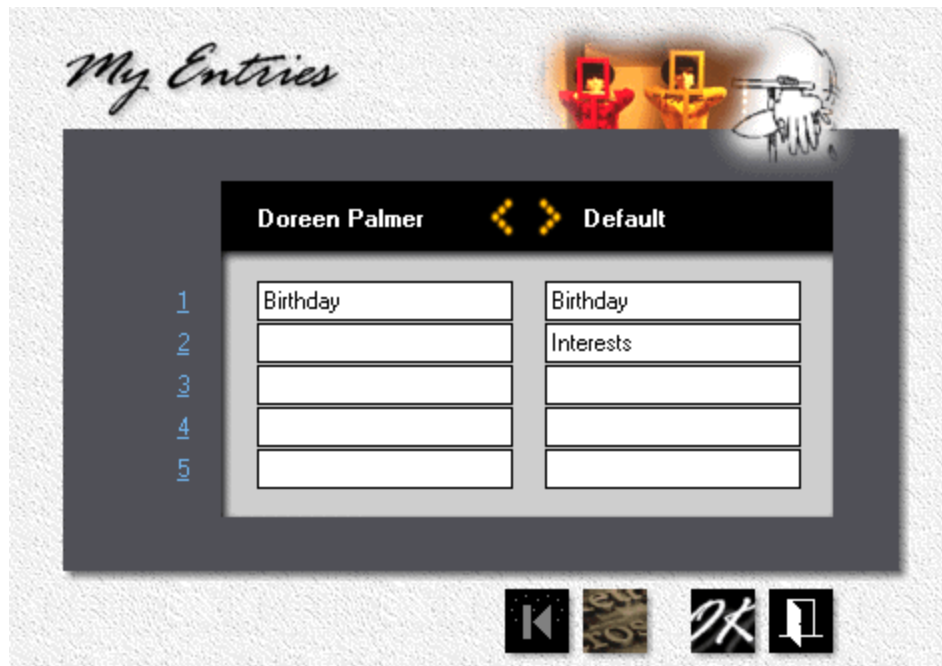 My Entries
Doreen Palmer Default
1 Birthday Birthday
2 Interests
3
4
5
OK